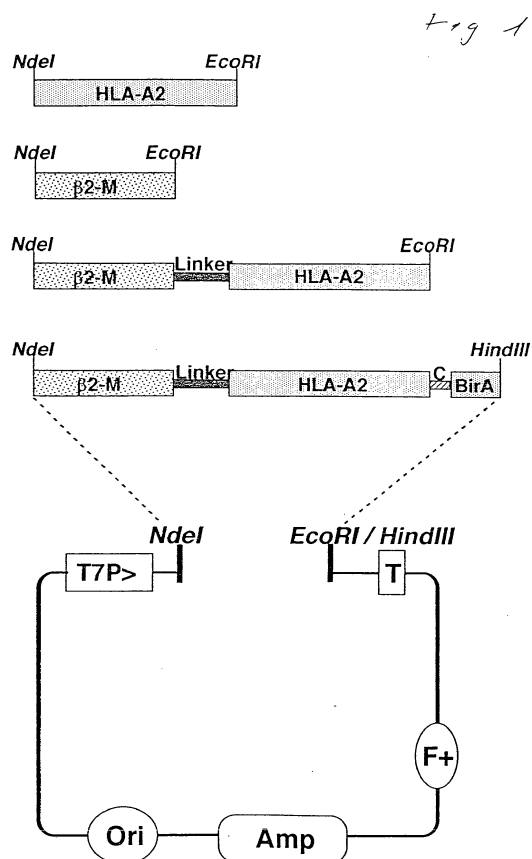 Fig 1
NdeI EcoRI
HLA-A2
NdeI EcoRI
β2-M
NdeI EcoRI
β2-M Linker HLA-A2
NdeI HindIII
β2-M Linker HLA-A2 C BirA
NdeI EcoRI / HindIII
T7P> T
F+
Ori Amp